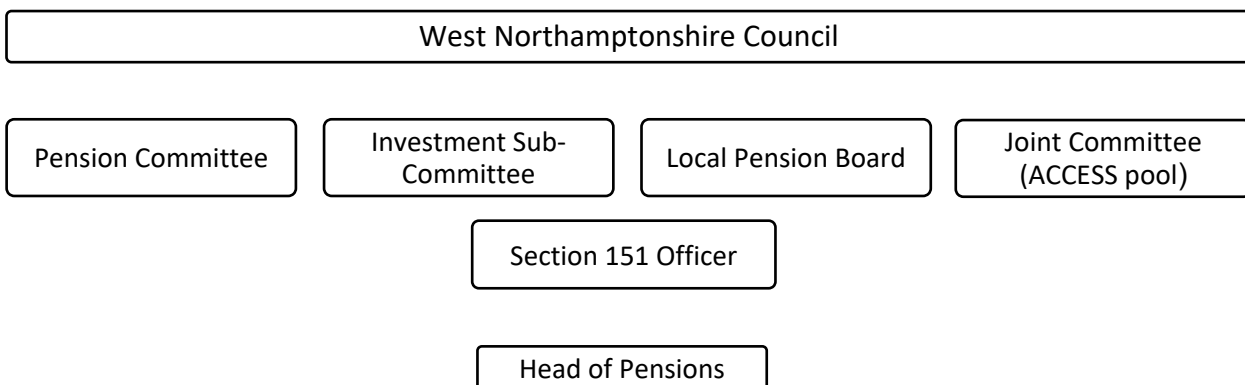 West Northamptonshire Council
Pension Committee
Investment Sub-
Committee
Local Pension Board
Joint Committee
(ACCESS pool)
Section 151 Officer
Head of Pensions